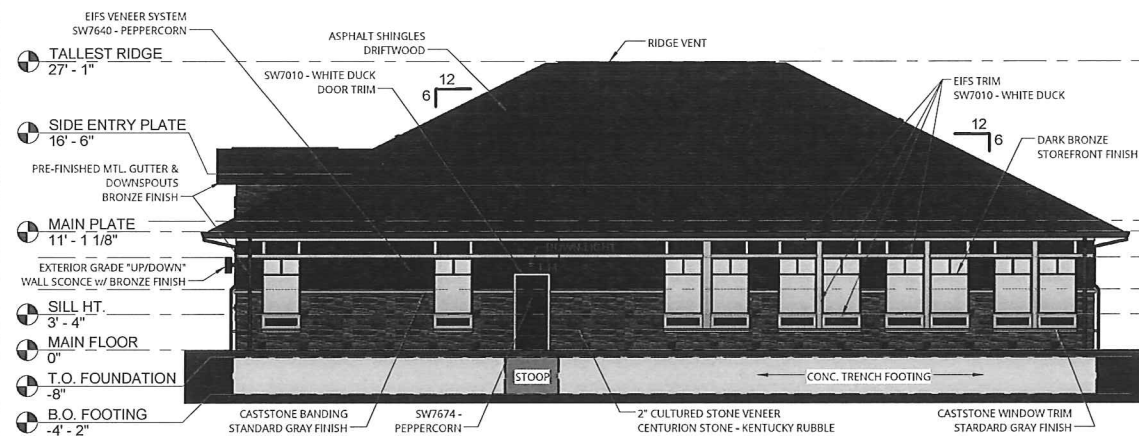 EIFS VENEER SYSTEM
SW7640 - PEPPERCORN
ASPHALT SHINGLES
DRIFTWOOD
RIDGE VENT
TALLEST RIDGE
27' - 1"
SW7010 - WHITE DUCK
DOOR TRIM
12
6
EIFS TRIM
SW7010 - WHITE DUCK
SIDE ENTRY PLATE
16' - 6"
12
6
DARK BRONZE
STOREFRONT FINISH
PRE-FINISHED MTL. GUTTER &
DOWNSPOUTS
BRONZE FINISH
MAIN PLATE
11' - 1 1/8"
EXTERIOR GRADE "UP/DOWN"
WALL SCONCE w/ BRONZE FINISH
SILL HT.
3' - 4"
MAIN FLOOR
0"
T.O. FOUNDATION
-8"
STOOP
CONC. TRENCH FOOTING
B.O. FOOTING
-4' - 2"
CASTSTONE BANDING
STANDARD GRAY FINISH
SW7674 -
PEPPERCORN
2" CULTURED STONE VENEER
CENTURION STONE - KENTUCKY RUBBLE
CASTSTONE WINDOW TRIM
STARDARD GRAY FINISH